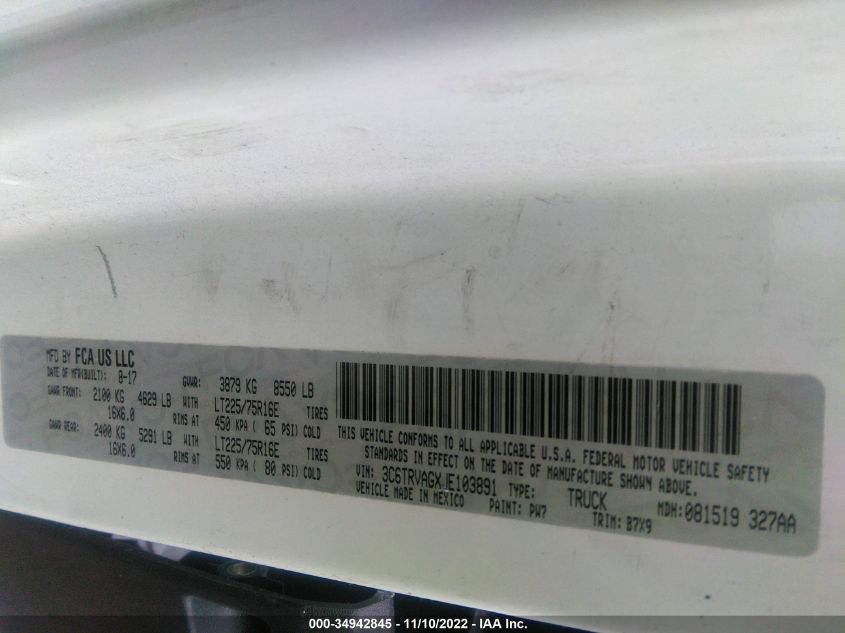 MFD BY FCA US LLC
DATE OF MFR(BUILT): 8-17 GVWR: 3879 KG 8550 LB
GAWR FRONT: 2100 KG 4629 LB WITH LT225/75R16E TIRES
16X6.0 RIMS AT 450 KPA ( 65 PSI) COLD
GAWR REAR: 2400 KG 5291 LB WITH LT225/75R16E TIRES
16X6.0 RIMS AT 550 KPA ( 80 PSI) COLD
THIS VEHICLE CONFORMS TO ALL APPLICABLE U.S.A. FEDERAL MOTOR VEHICLE SAFETY
STANDARDS IN EFFECT ON THE DATE OF MANUFACTURE SHOWN ABOVE.
VIN: 3C6TRVAGXJE103891 TYPE: TRUCK MDH: 081519 327AA
VEHICLE MADE IN MEXICO PAINT: PW7 TRIM: B7X9
000-34942845 - 11/10/2022 - IAA Inc.